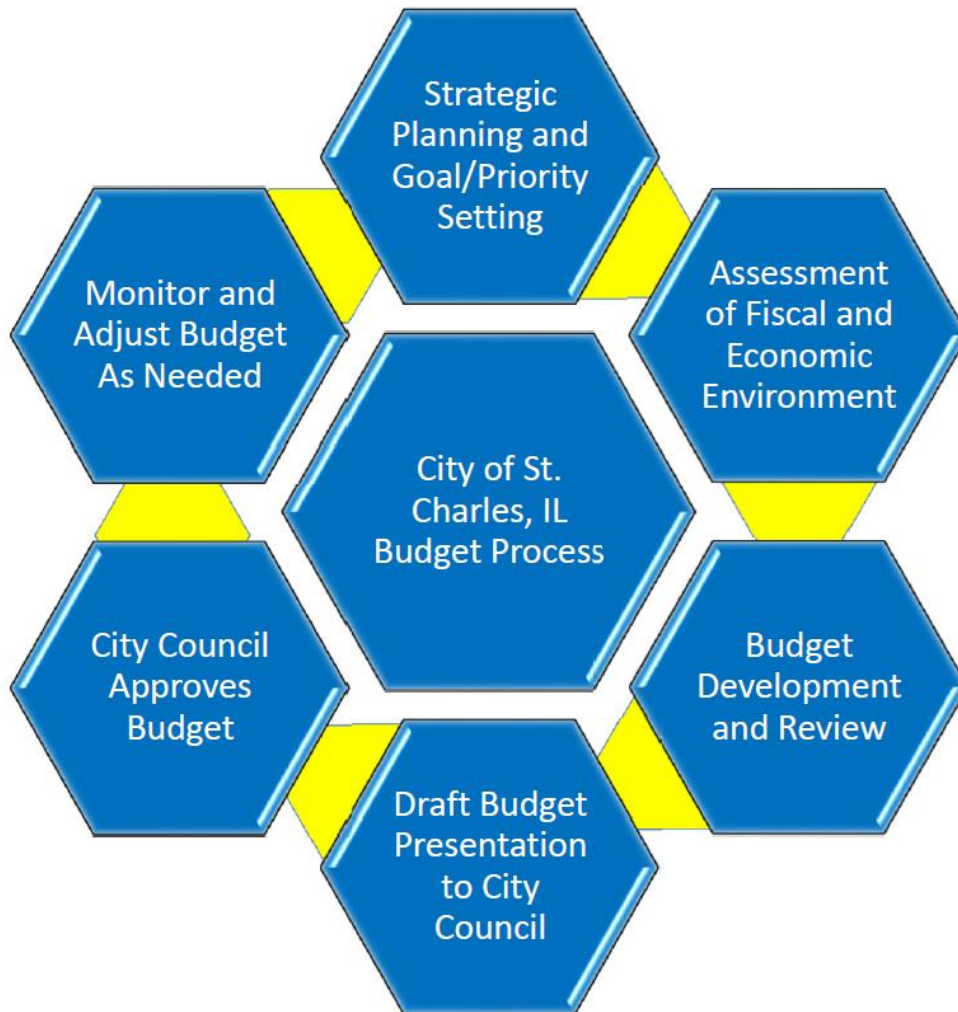 Strategic
Planning and
Goal/Priority
Setting
Assessment
of Fiscal and
Economic
Environment
Budget
Development
and Review
Draft Budget
Presentation
to City
Council
City Council
Approves
Budget
Monitor and
Adjust Budget
As Needed
City of St.
Charles, IL
Budget Process